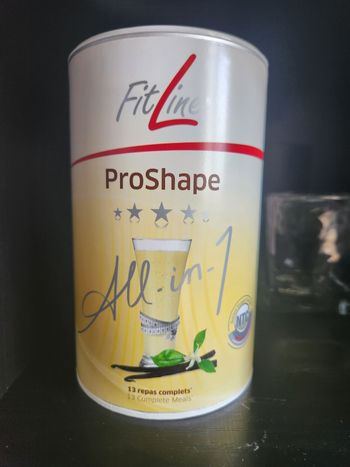 FitLine
ProShape
All-in-1
13 repas complets*
13 Complete Meals*